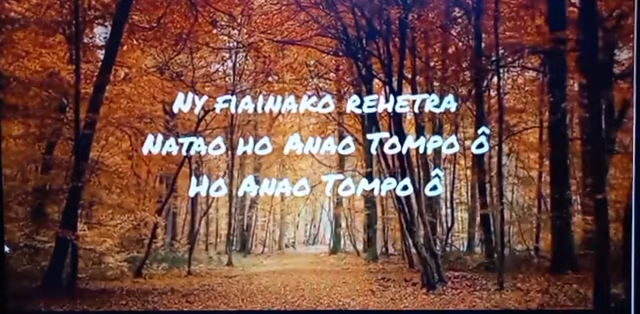 Ny fiainako rehetra
Natao ho Anao Tompo ô
Ho Anao Tompo ô